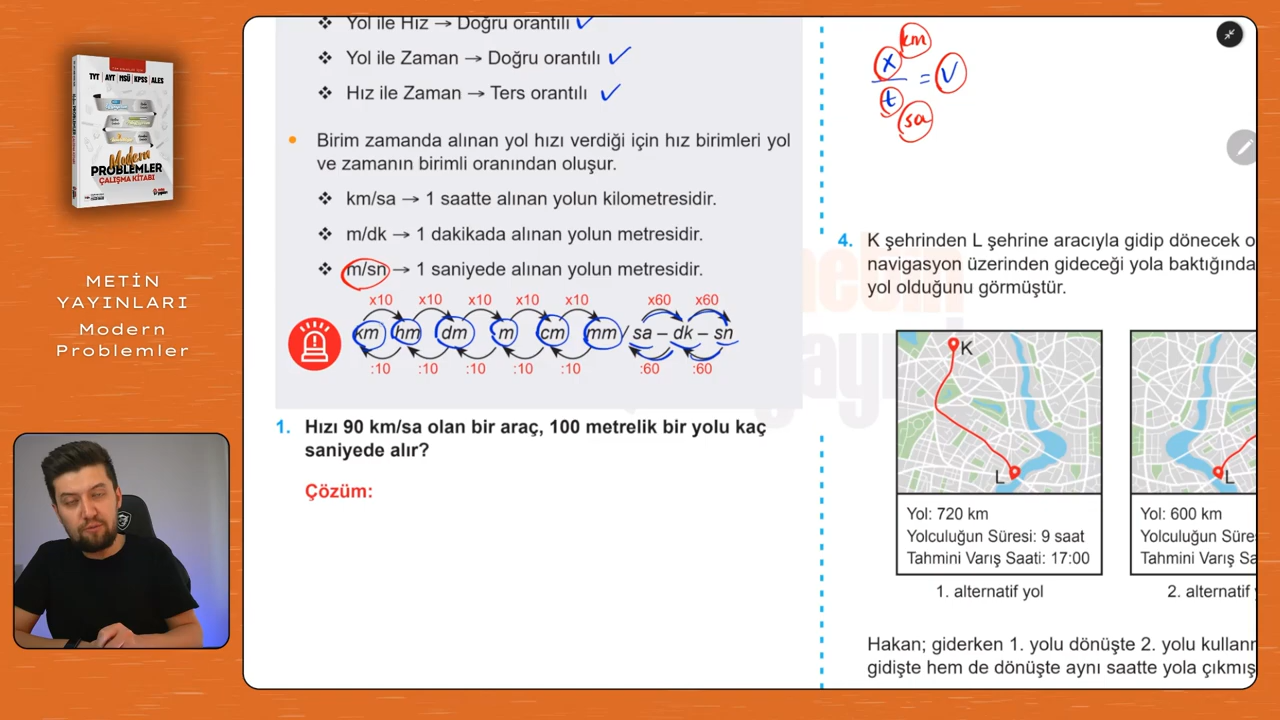 TYT AYT MSÜ KPSS ALES
Modern
PROBLEMLER
ÇALIŞMA KİTABI
METİN
YAYINLARI
Modern
Problemler
❖ Yol ile Hız → Doğru orantılı ✓
❖ Yol ile Zaman → Doğru orantılı ✓
❖ Hız ile Zaman → Ters orantılı ✓
• Birim zamanda alınan yol hızı verdiği için hız birimleri yol
ve zamanın birimli oranından oluşur.
❖ km/sa → 1 saatte alınan yolun kilometresidir.
❖ m/dk → 1 dakikada alınan yolun metresidir.
❖ m/sn → 1 saniyede alınan yolun metresidir.
x10 x10 x10 x10 x10 x60 x60
km hm dm m cm mm / sa – dk – sn
:10 :10 :10 :10 :10 :60 :60
1. Hızı 90 km/sa olan bir araç, 100 metrelik bir yolu kaç
saniyede alır?
Çözüm:
km
x
= V
t
sa
4. K şehrinden L şehrine aracıyla gidip dönecek o
navigasyon üzerinden gideceği yola baktığında
yol olduğunu görmüştür.
K
L
Yol: 720 km
Yolculuğun Süresi: 9 saat
Tahmini Varış Saati: 17:00
1. alternatif yol
L
Yol: 600 km
Yolculuğun Süre
Tahmini Varış Sa
2. alternatif
Hakan; giderken 1. yolu dönüşte 2. yolu kullanr
gidişte hem de dönüşte aynı saatte yola çıkmış